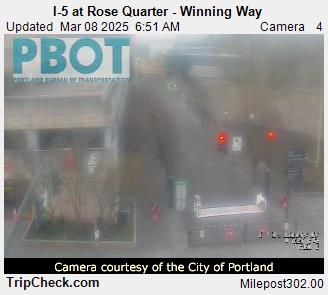 I-5 at Rose Quarter - Winning Way
Updated Mar 08 2025 6:51 AM Camera 4
PBOT
PORTLAND BUREAU OF TRANSPORTATION
Camera courtesy of the City of Portland
TripCheck.com Milepost302.00